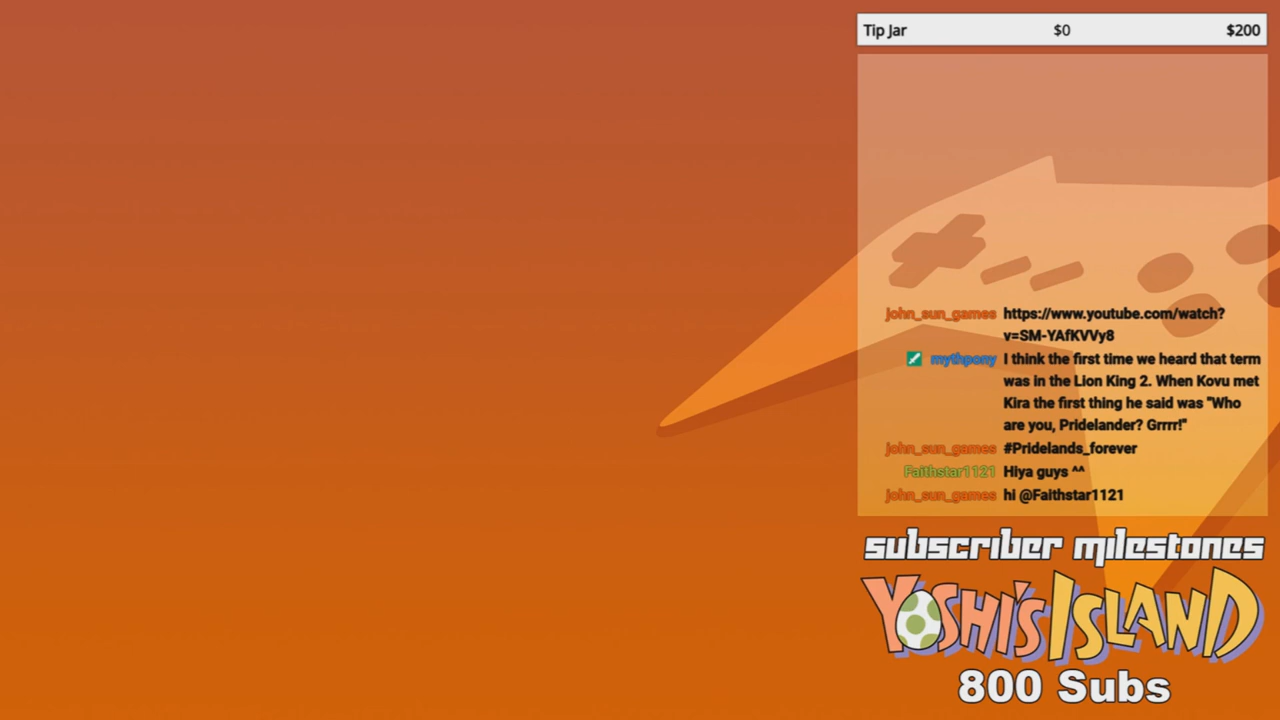 Tip Jar $0 $200
john_sun_games https://www.youtube.com/watch?
v=SM-YAfKVVy8
mythpony I think the first time we heard that term
was in the Lion King 2. When Kovu met
Kira the first thing he said was "Who
are you, Pridelander? Grrrr!"
john_sun_games #Pridelands_forever
Faithstar1121 Hiya guys ^^
john_sun_games hi @Faithstar1121
subscriber milestones
YOSHI'S ISLAND
800 Subs